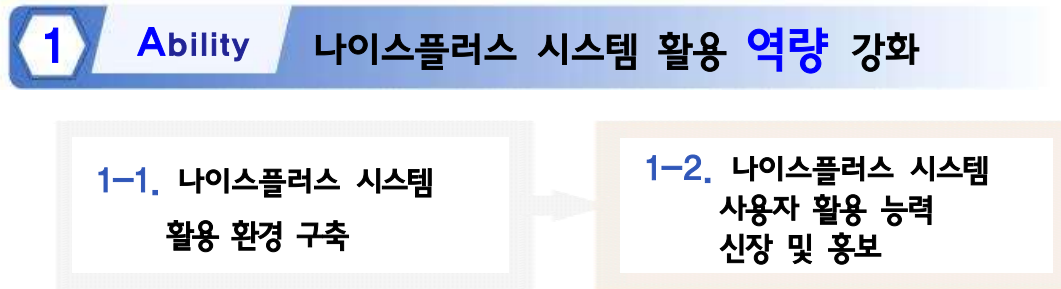 1 Ability 나이스플러스 시스템 활용 역량 강화
1-1. 나이스플러스 시스템
활용 환경 구축
1-2. 나이스플러스 시스템
사용자 활용 능력
신장 및 홍보